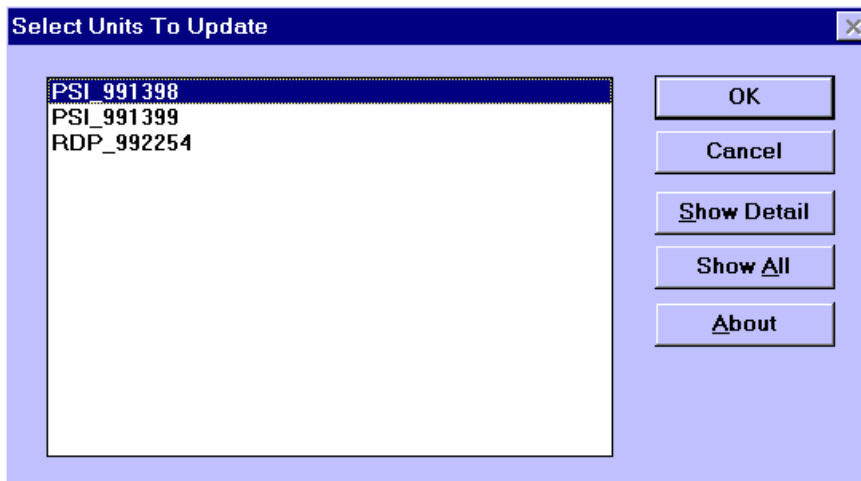 Select Units To Update
PSI_991398
PSI_991399
RDP_992254
OK
Cancel
Show Detail
Show All
About